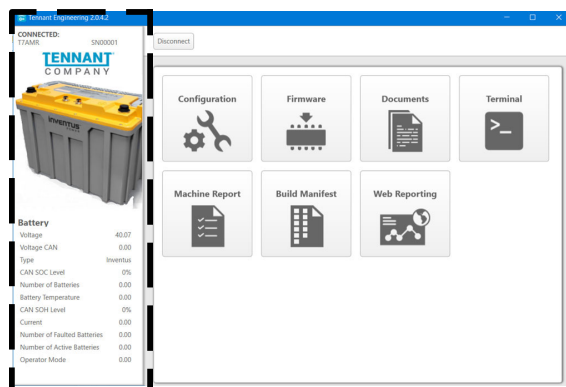 Tennant Engineering 2.0.4.2
CONNECTED:
T7AMR SN00001
Disconnect
TENNANT
COMPANY
INVENTUS
Configuration
Firmware
Documents
Terminal
>_
Machine Report
Build Manifest
Web Reporting
Battery
Voltage 40.07
Voltage CAN 0.00
Type Inventus
CAN SOC Level 0%
Number of Batteries 0.00
Battery Temperature 0.00
CAN SOH Level 0%
Current 0.00
Number of Faulted Batteries 0.00
Number of Active Batteries 0.00
Operator Mode 0.00